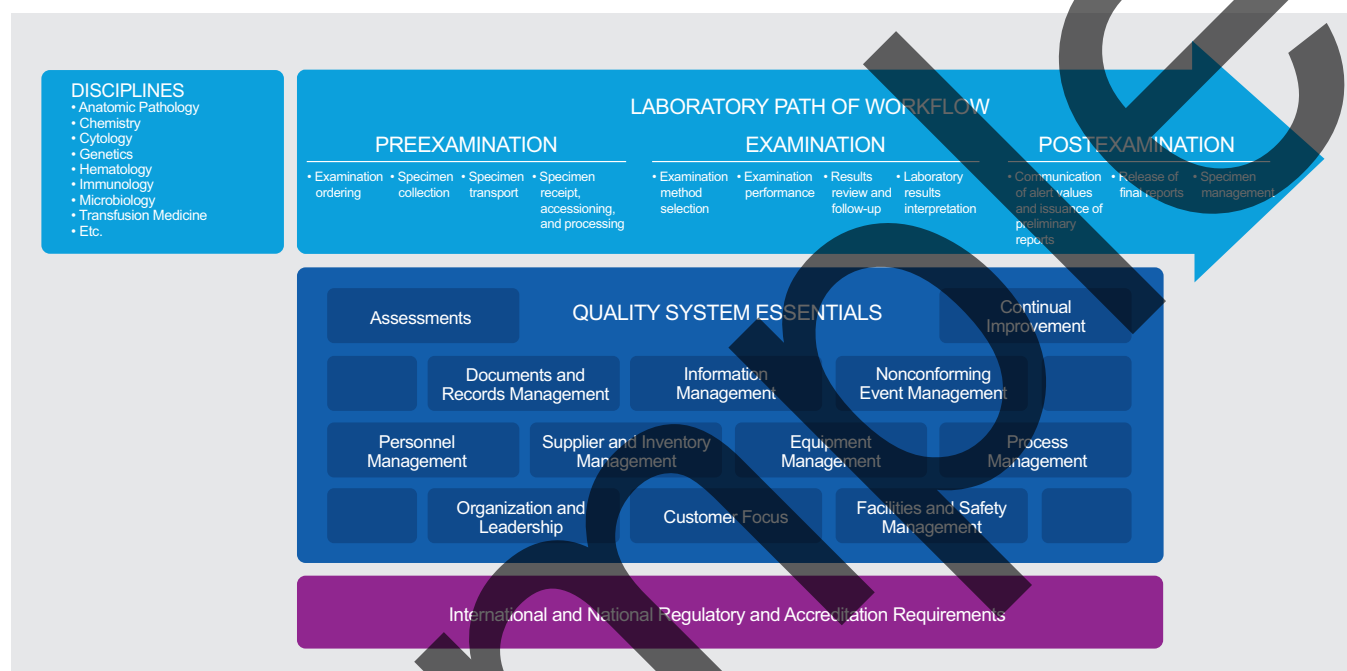 DISCIPLINES
• Anatomic Pathology
• Chemistry
• Cytology
• Genetics
• Hematology
• Immunology
• Microbiology
• Transfusion Medicine
• Etc.
LABORATORY PATH OF WORKFLOW
PREEXAMINATION
• Examination
ordering
• Specimen
collection
• Specimen
transport
• Specimen
receipt,
accessioning,
and processing
EXAMINATION
• Examination
method
selection
• Examination
performance
• Results
review and
follow-up
• Laboratory
results
interpretation
POSTEXAMINATION
• Communication
of alert values
and issuance of
preliminary
reports
• Release of
final reports
• Specimen
management
QUALITY SYSTEM ESSENTIALS
Assessments
Continual
Improvement
Documents and
Records Management
Information
Management
Nonconforming
Event Management
Personnel
Management
Supplier and Inventory
Management
Equipment
Management
Process
Management
Organization and
Leadership
Customer Focus
Facilities and Safety
Management
International and National Regulatory and Accreditation Requirements
mple